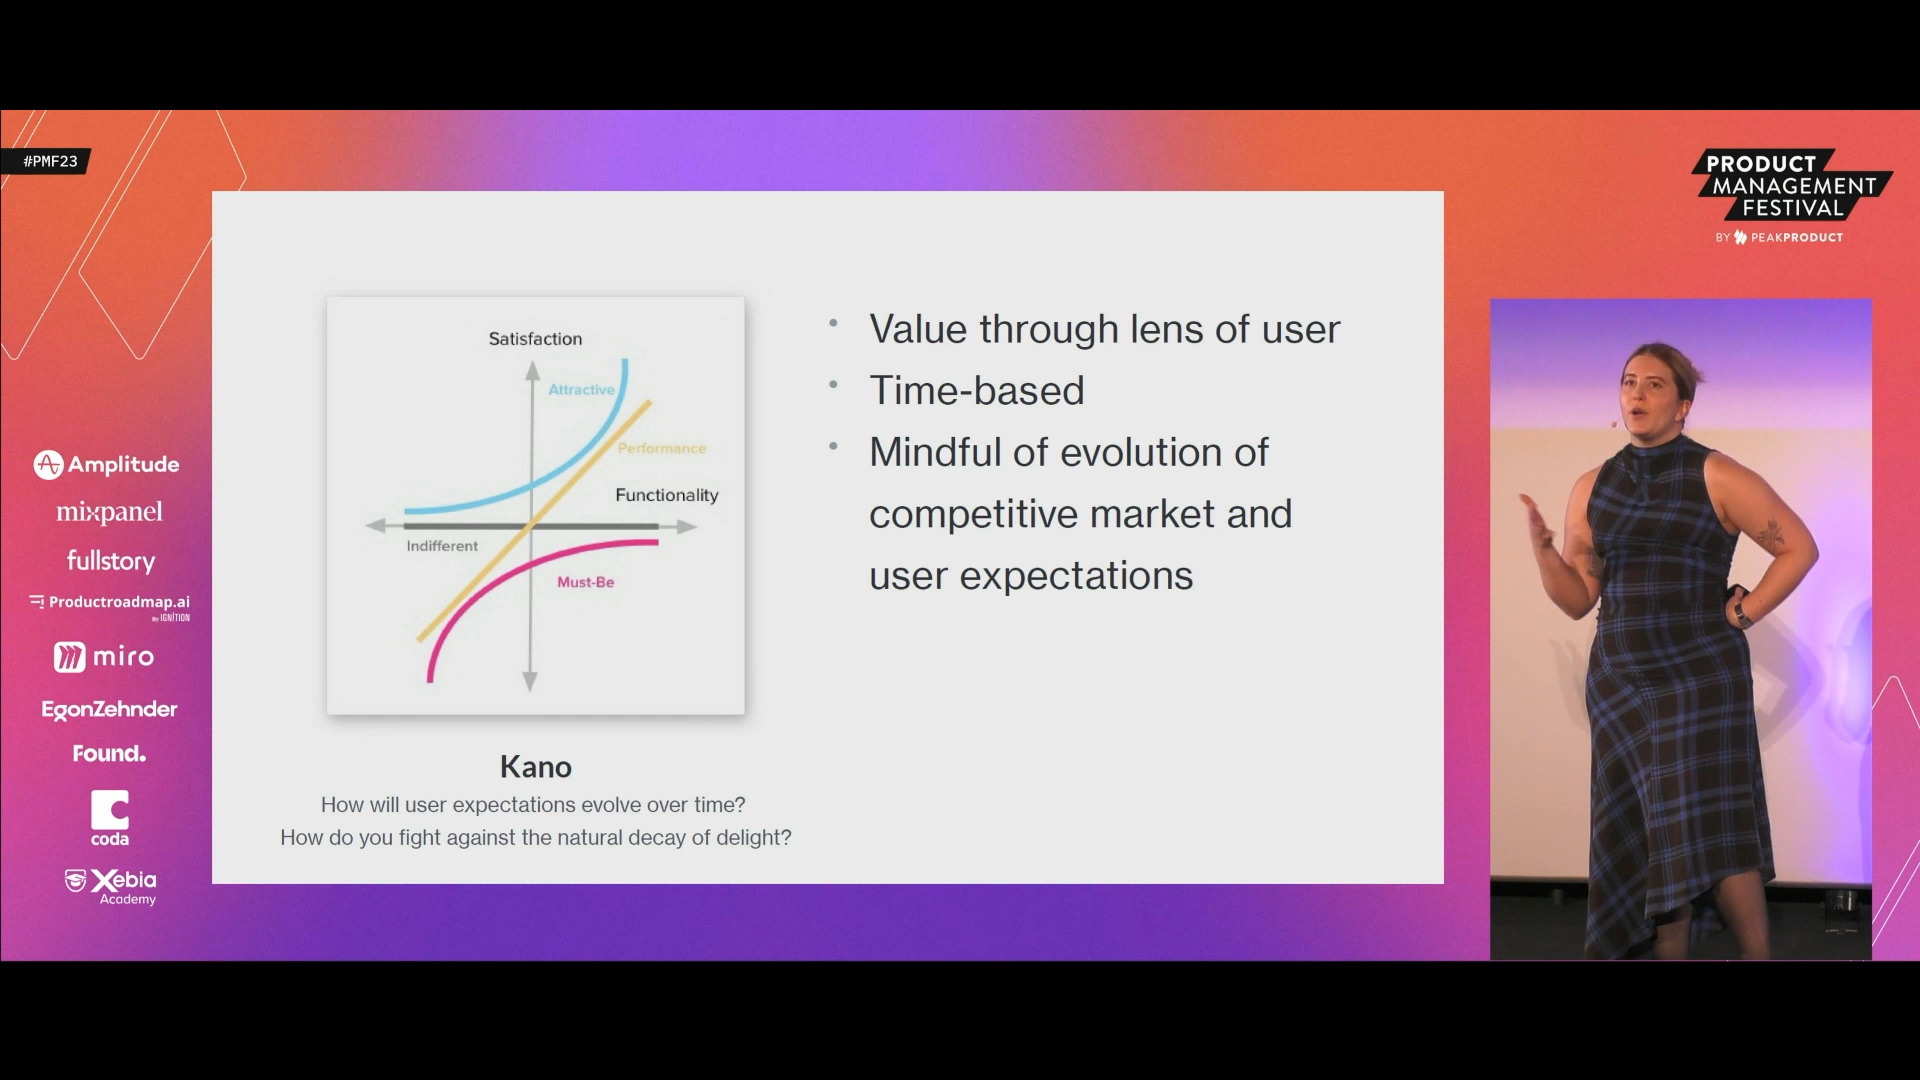 #PMF23
PRODUCT
MANAGEMENT
FESTIVAL
BY PEAKPRODUCT
Satisfaction
Attractive
Performance
Functionality
Indifferent
Must-Be
Kano
How will user expectations evolve over time?
How do you fight against the natural decay of delight?
• Value through lens of user
• Time-based
• Mindful of evolution of
competitive market and
user expectations
Amplitude
mixpanel
fullstory
Productroadmap.ai
By IGNITION
miro
EgonZehnder
Found.
coda
Xebia
Academy